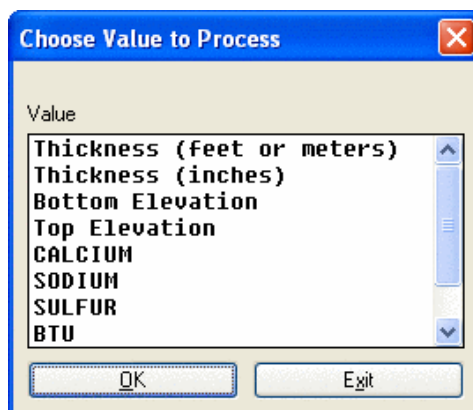 Choose Value to Process
Value
Thickness (feet or meters)
Thickness (inches)
Bottom Elevation
Top Elevation
CALCIUM
SODIUM
SULFUR
BTU
OK
Exit